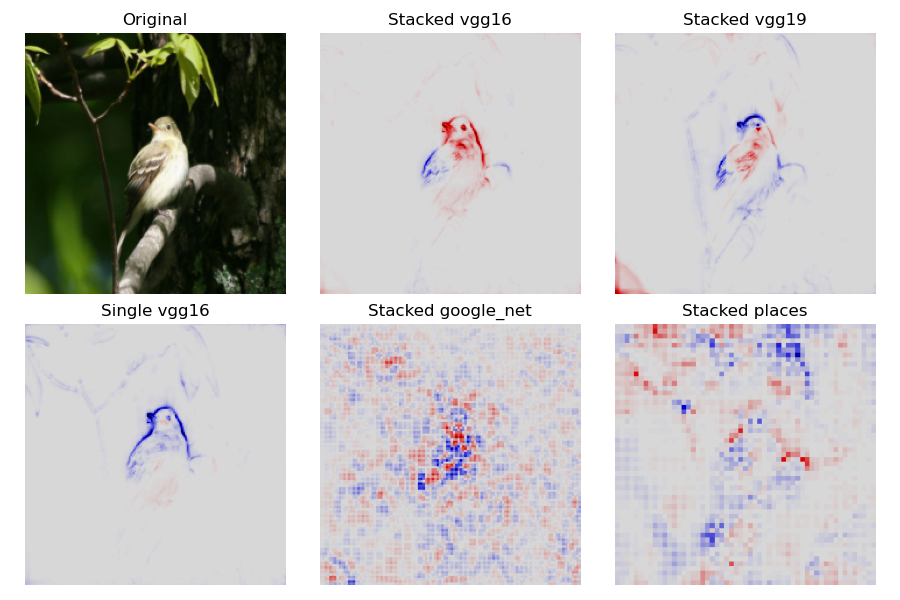 Original
Stacked vgg16
Stacked vgg19
Single vgg16
Stacked google_net
Stacked places